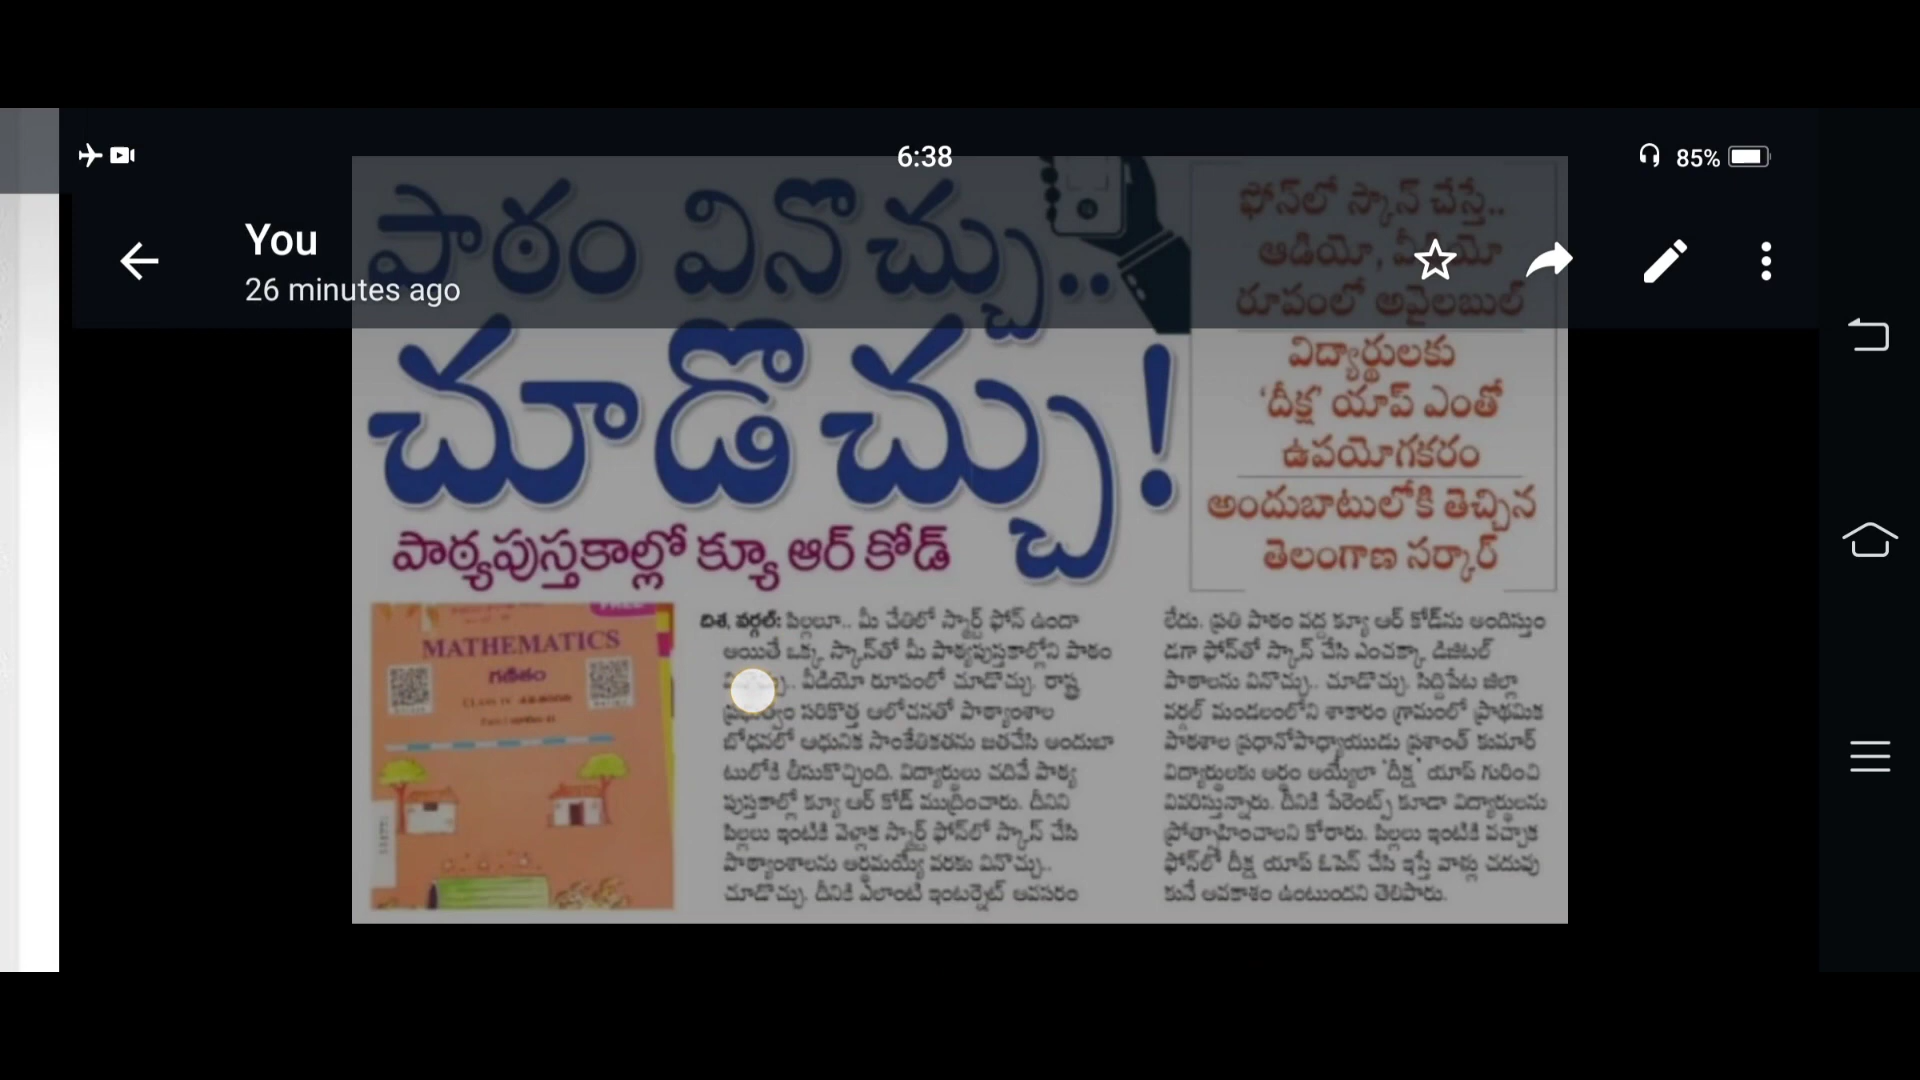 6:38
85%
You
26 minutes ago
పాఠం వినొచ్చు..
చూడొచ్చు!
పాఠ్యపుస్తకాల్లో క్యూ ఆర్ కోడ్
ఫోన్‌లో స్కాన్ చేస్తే..
ఆడియో, వీడియో
రూపంలో అవైలబుల్
విద్యార్థులకు
'దీక్ష' యాప్ ఎంతో
ఉపయోగకరం
అందుబాటులోకి తెచ్చిన
తెలంగాణ సర్కార్
MATHEMATICS
గణితం
దిశ, వర్గల్: పిల్లలూ.. మీ చేతిలో స్మార్ట్ ఫోన్ ఉందా
అయితే ఒక్క స్కాన్‌తో మీ పాఠ్యపుస్తకాల్లోని పాఠం
.. వీడియో రూపంలో చూడొచ్చు. రాష్ట్ర
ప్రభుత్వం సరికొత్త ఆలోచనతో పాఠ్యాంశాల
బోధనలో ఆధునిక సాంకేతికతను జతచేసి అందుబా
టులోకి తీసుకొచ్చింది. విద్యార్థులు చదివే పాఠ్య
పుస్తకాల్లో క్యూ ఆర్ కోడ్ ముద్రించారు. దీనిని
పిల్లలు ఇంటికి వెళ్లాక స్మార్ట్ ఫోన్‌లో స్కాన్ చేసి
పాఠ్యాంశాలను అర్థమయ్యే వరకు వినొచ్చు..
చూడొచ్చు. దీనికి ఎలాంటి ఇంటర్నెట్ అవసరం
లేదు. ప్రతి పాఠం వద్ద క్యూ ఆర్ కోడ్‌ను అందిస్తుం
డగా ఫోన్‌తో స్కాన్ చేసి ఎంచక్కా డిజిటల్
పాఠాలను వినొచ్చు.. చూడొచ్చు. సిద్దిపేట జిల్లా
వర్గల్ మండలంలోని శాకారం గ్రామంలో ప్రాథమిక
పాఠశాల ప్రధానోపాధ్యాయుడు ప్రశాంత్ కుమార్
విద్యార్థులకు అర్థం అయ్యేలా 'దీక్ష' యాప్ గురించి
వివరిస్తున్నారు. దీనికి పేరెంట్స్ కూడా విద్యార్థులను
ప్రోత్సాహించాలని కోరారు. పిల్లలు ఇంటికి వచ్చాక
ఫోన్‌లో దీక్ష యాప్ ఓపెన్ చేసి ఇస్తే వాళ్లు చదువు
కునే అవకాశం ఉంటుందని తెలిపారు.